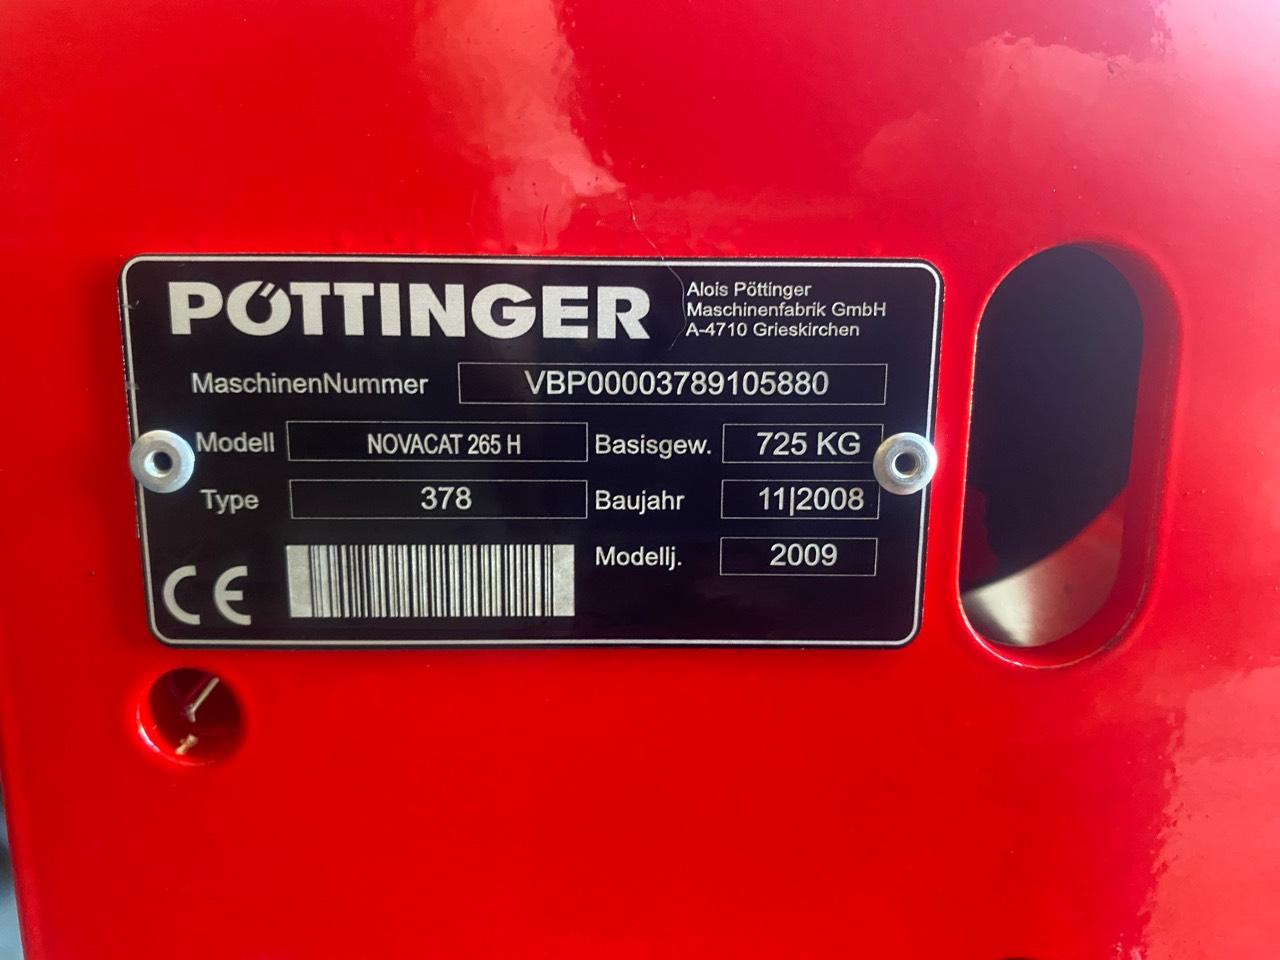 PÖTTINGER
Alois Pöttinger
Maschinenfabrik GmbH
A-4710 Grieskirchen
MaschinenNummer VBP00003789105880
Modell NOVACAT 265 H Basisgew. 725 KG
Type 378 Baujahr 11|2008
Modellj. 2009
CE